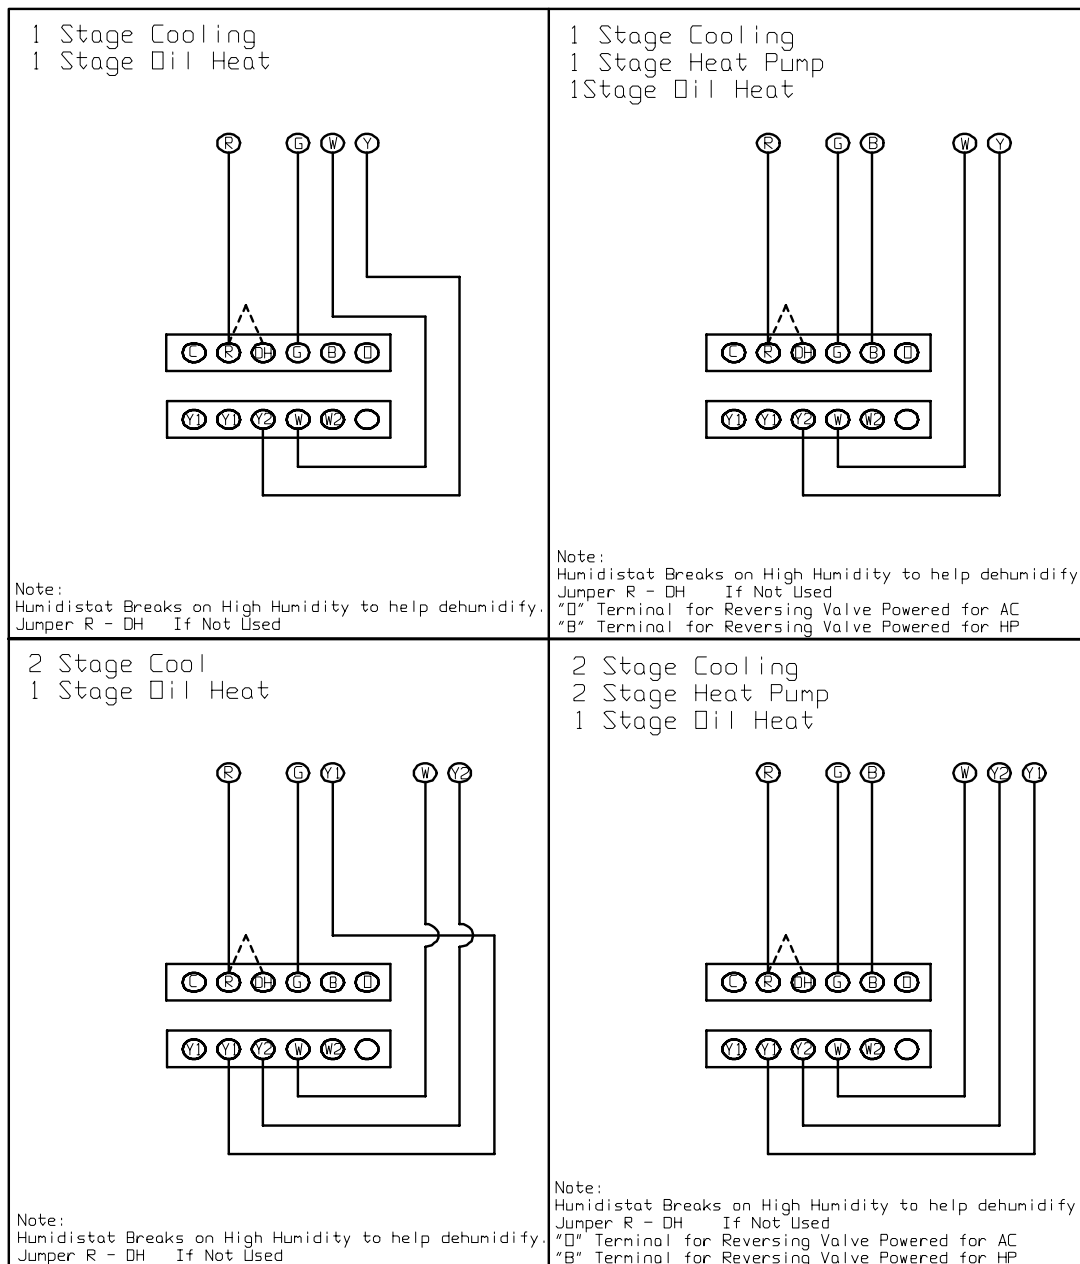 1 Stage Cooling
1 Stage Oil Heat
R G W Y
C R DH G B O
Y1 Y1 Y2 W W2
Note:
Humidistat Breaks on High Humidity to help dehumidify.
Jumper R - DH If Not Used
1 Stage Cooling
1 Stage Heat Pump
1Stage Oil Heat
R G B W Y
C R DH G B O
Y1 Y1 Y2 W W2
Note:
Humidistat Breaks on High Humidity to help dehumidify
Jumper R - DH If Not Used
"O" Terminal for Reversing Valve Powered for AC
"B" Terminal for Reversing Valve Powered for HP
2 Stage Cool
1 Stage Oil Heat
R G Y1 W Y2
C R DH G B O
Y1 Y1 Y2 W W2
Note:
Humidistat Breaks on High Humidity to help dehumidify.
Jumper R - DH If Not Used
2 Stage Cooling
2 Stage Heat Pump
1 Stage Oil Heat
R G B W Y2 Y1
C R DH G B O
Y1 Y1 Y2 W W2
Note:
Humidistat Breaks on High Humidity to help dehumidify
Jumper R - DH If Not Used
"O" Terminal for Reversing Valve Powered for AC
"B" Terminal for Reversing Valve Powered for HP